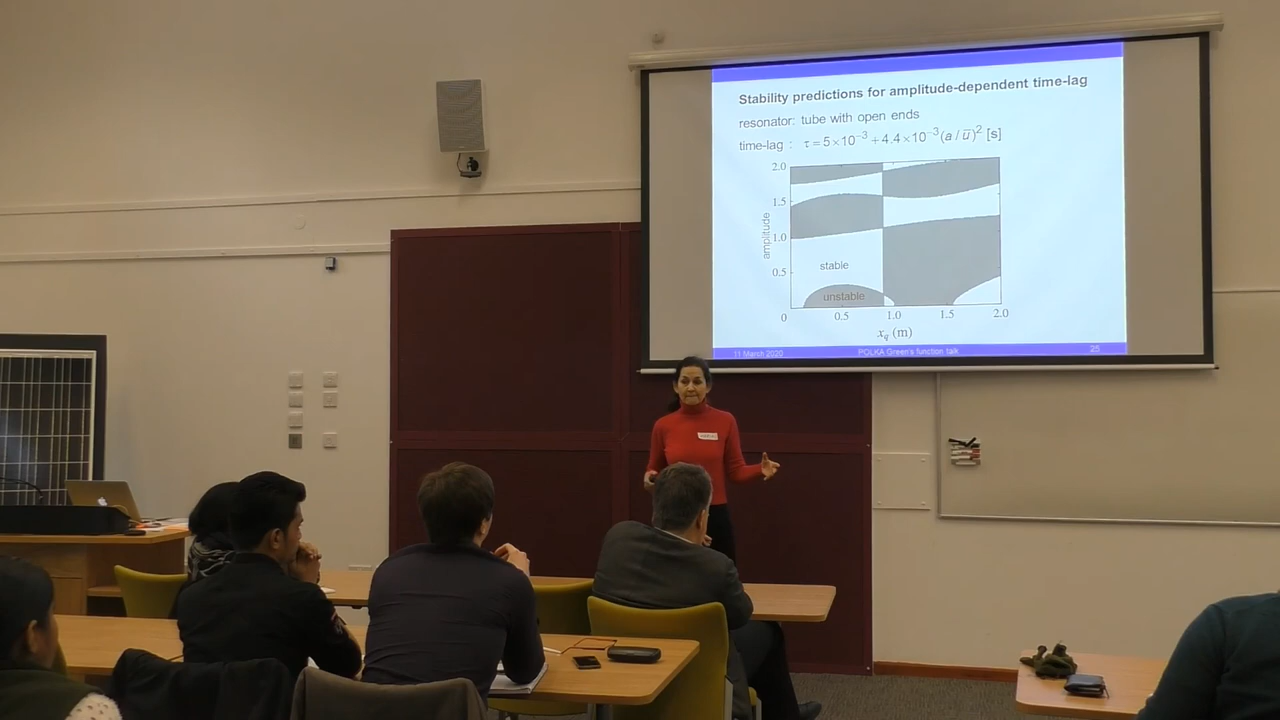 Stability predictions for amplitude-dependent time-lag
resonator: tube with open ends
time-lag : τ = 5×10⁻³ + 4.4×10⁻³ (a / ū)² [s]
2.0
1.5
1.0
0.5
0
amplitude
stable
unstable
0.5 1.0 1.5 2.0
x_q (m)
11 March 2020 POLKA Green's function talk 25